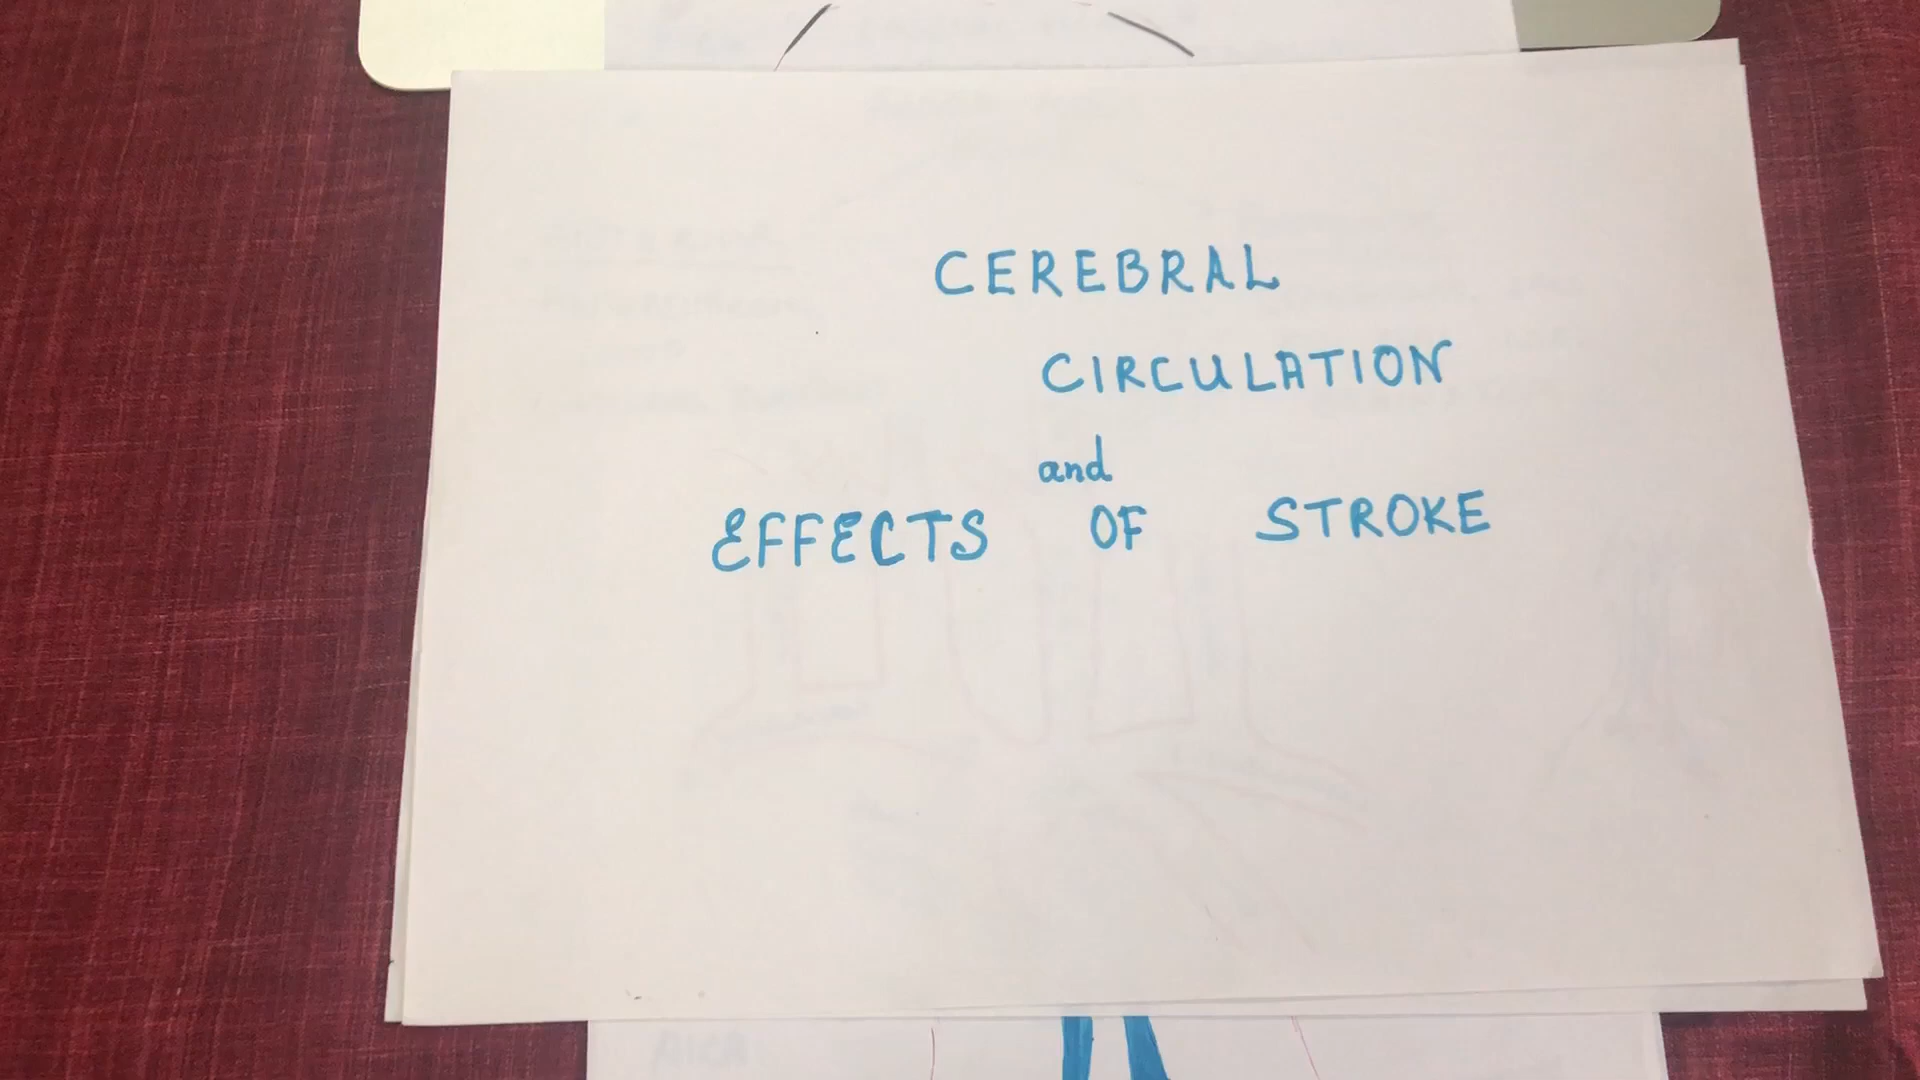 CEREBRAL
CIRCULATION
and
EFFECTS OF STROKE